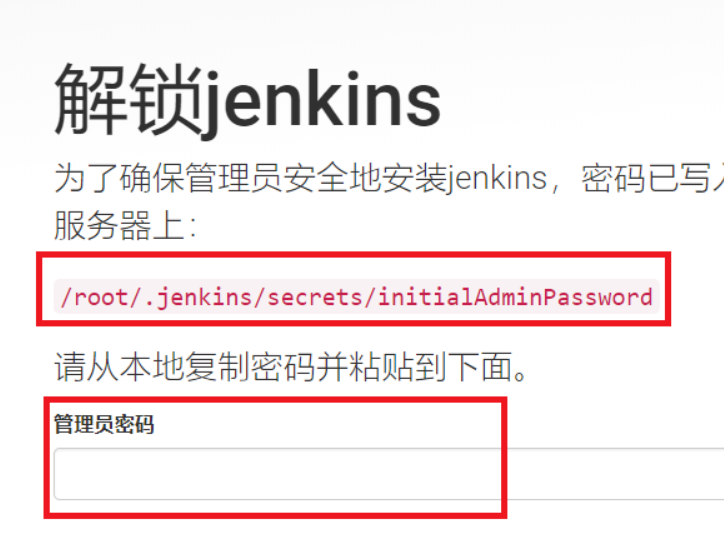 解锁jenkins
为了确保管理员安全地安装jenkins，密码已写
服务器上：
/root/.jenkins/secrets/initialAdminPassword
请从本地复制密码并粘贴到下面。
管理员密码